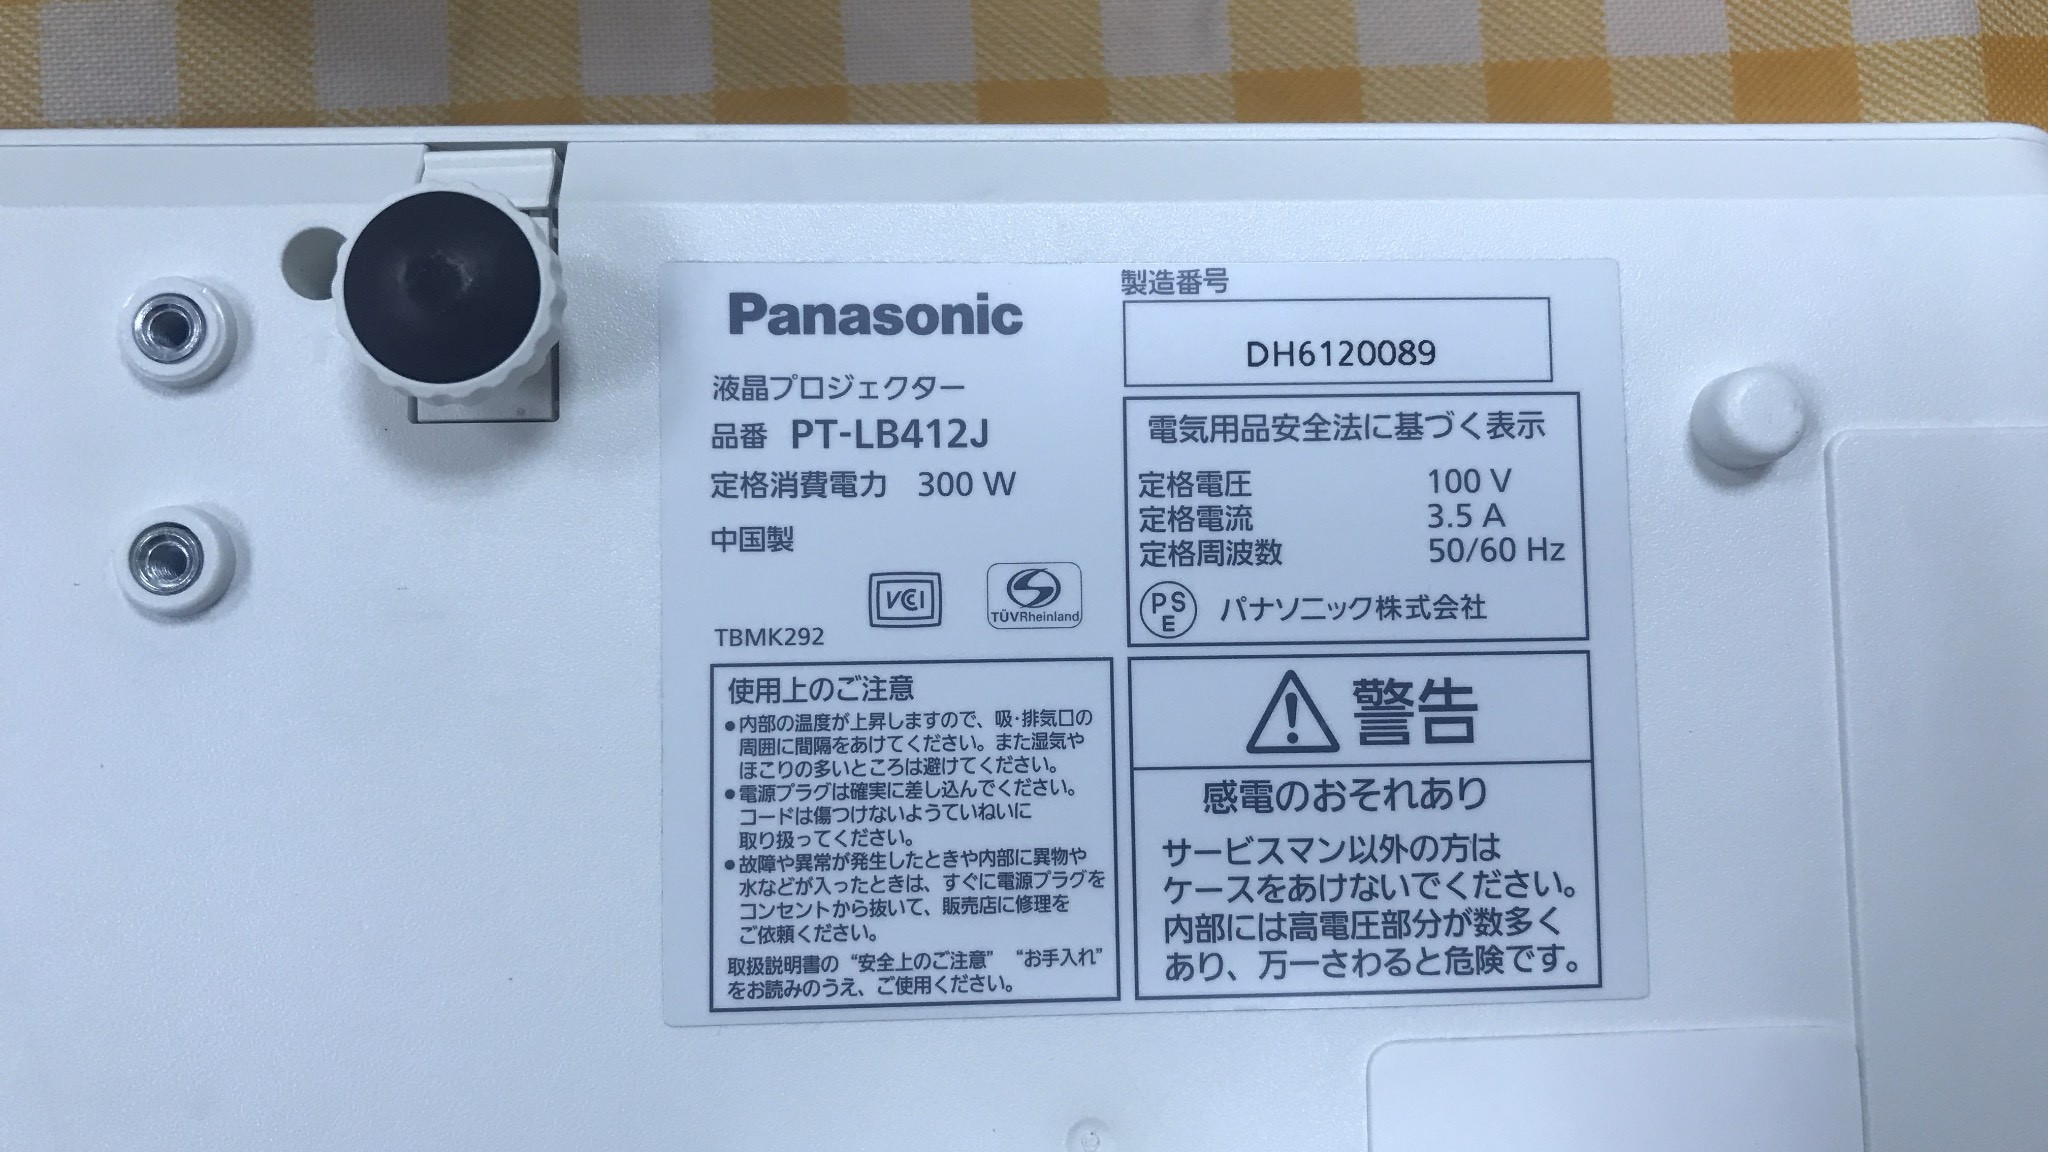 Panasonic
液晶プロジェクター
品番 PT-LB412J
定格消費電力 300 W
中国製
VCCI
TÜVRheinland
TBMK292
製造番号
DH6120089
電気用品安全法に基づく表示
定格電圧 100 V
定格電流 3.5 A
定格周波数 50/60 Hz
PS
E
パナソニック株式会社
使用上のご注意
●内部の温度が上昇しますので、吸・排気口の
周囲に間隔をあけてください。また湿気や
ほこりの多いところは避けてください。
●電源プラグは確実に差し込んでください。
コードは傷つけないようていねいに
取り扱ってください。
●故障や異常が発生したときや内部に異物や
水などが入ったときは、すぐに電源プラグを
コンセントから抜いて、販売店に修理を
ご依頼ください。
取扱説明書の“安全上のご注意” “お手入れ”
をお読みのうえ、ご使用ください。
警告
感電のおそれあり
サービスマン以外の方は
ケースをあけないでください。
内部には高電圧部分が数多く
あり、万一さわると危険です。